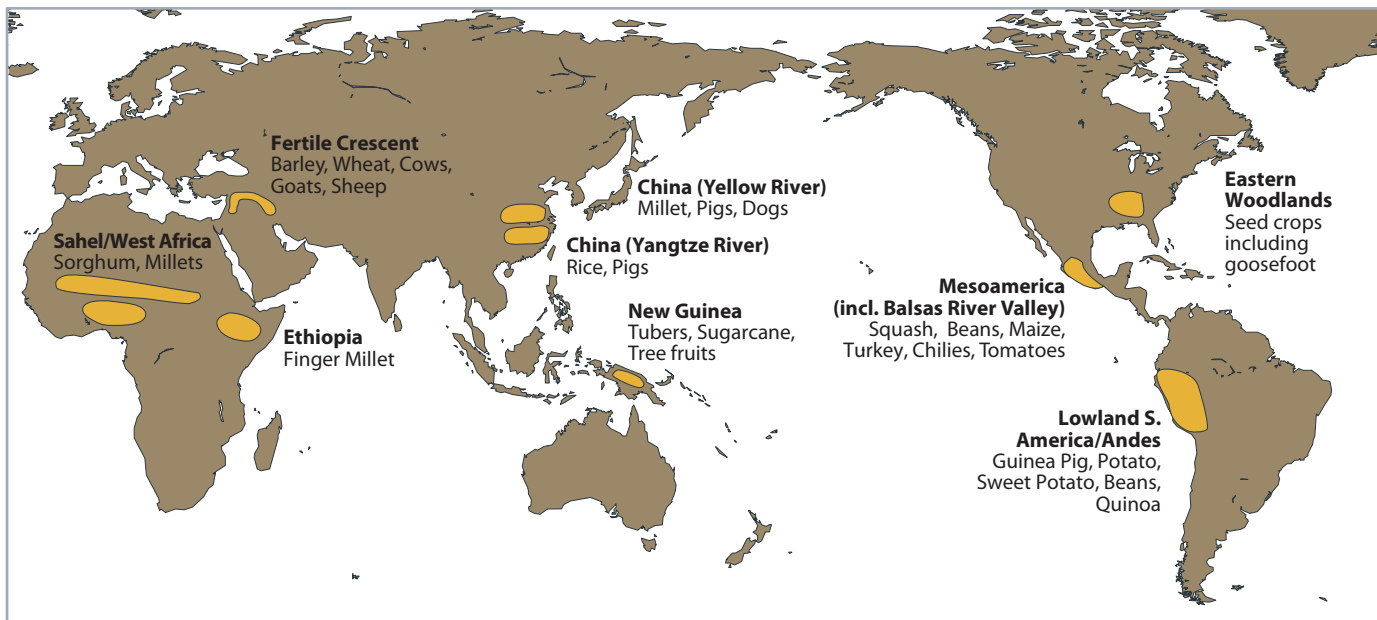 Fertile Crescent
Barley, Wheat, Cows,
Goats, Sheep
China (Yellow River)
Millet, Pigs, Dogs
China (Yangtze River)
Rice, Pigs
Sahel/West Africa
Sorghum, Millets
Ethiopia
Finger Millet
New Guinea
Tubers, Sugarcane,
Tree fruits
Eastern
Woodlands
Seed crops
including
goosefoot
Mesoamerica
(incl. Balsas River Valley)
Squash, Beans, Maize,
Turkey, Chilies, Tomatoes
Lowland S.
America/Andes
Guinea Pig, Potato,
Sweet Potato, Beans,
Quinoa